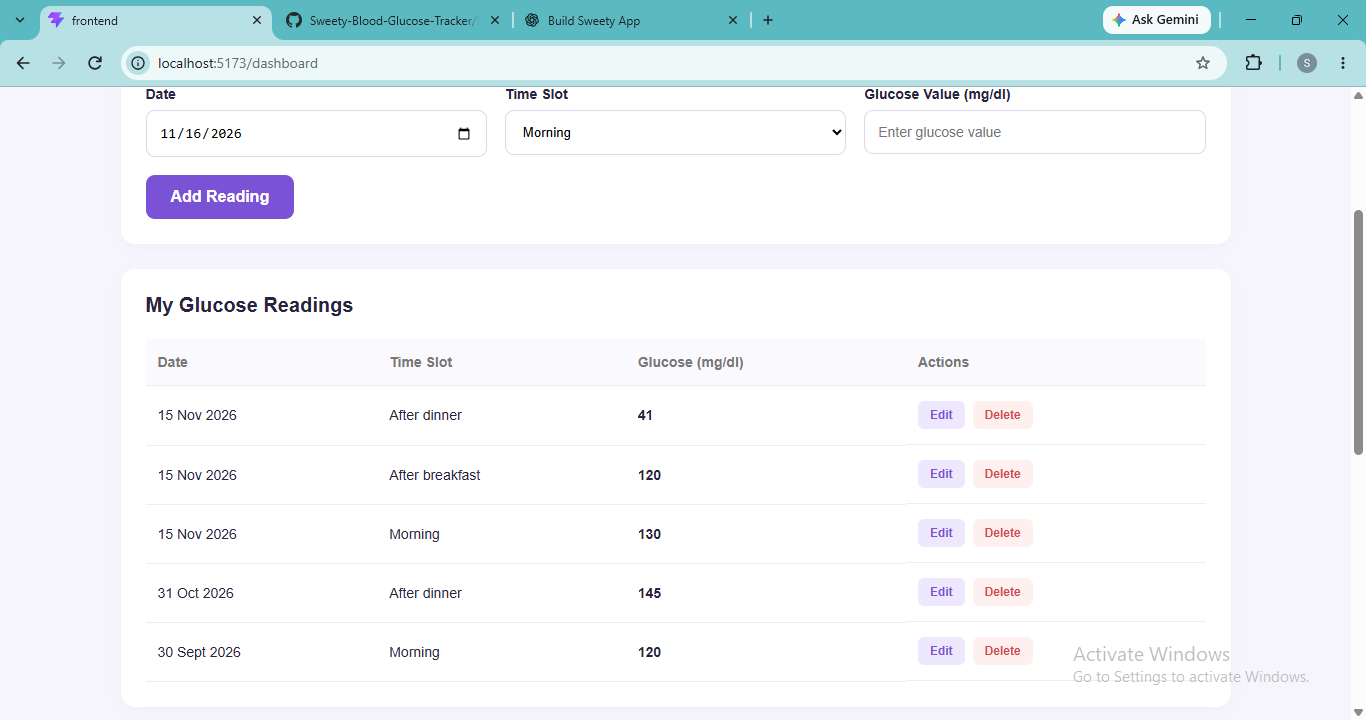 frontend
Sweety-Blood-Glucose-Tracker/
Build Sweety App
Ask Gemini
localhost:5173/dashboard
S
Date Time Slot Glucose Value (mg/dl)
11/16/2026 Morning Enter glucose value
Add Reading
My Glucose Readings
Date Time Slot Glucose (mg/dl) Actions
15 Nov 2026 After dinner 41 Edit Delete
15 Nov 2026 After breakfast 120 Edit Delete
15 Nov 2026 Morning 130 Edit Delete
31 Oct 2026 After dinner 145 Edit Delete
30 Sept 2026 Morning 120 Edit Delete
Activate Windows
Go to Settings to activate Windows.